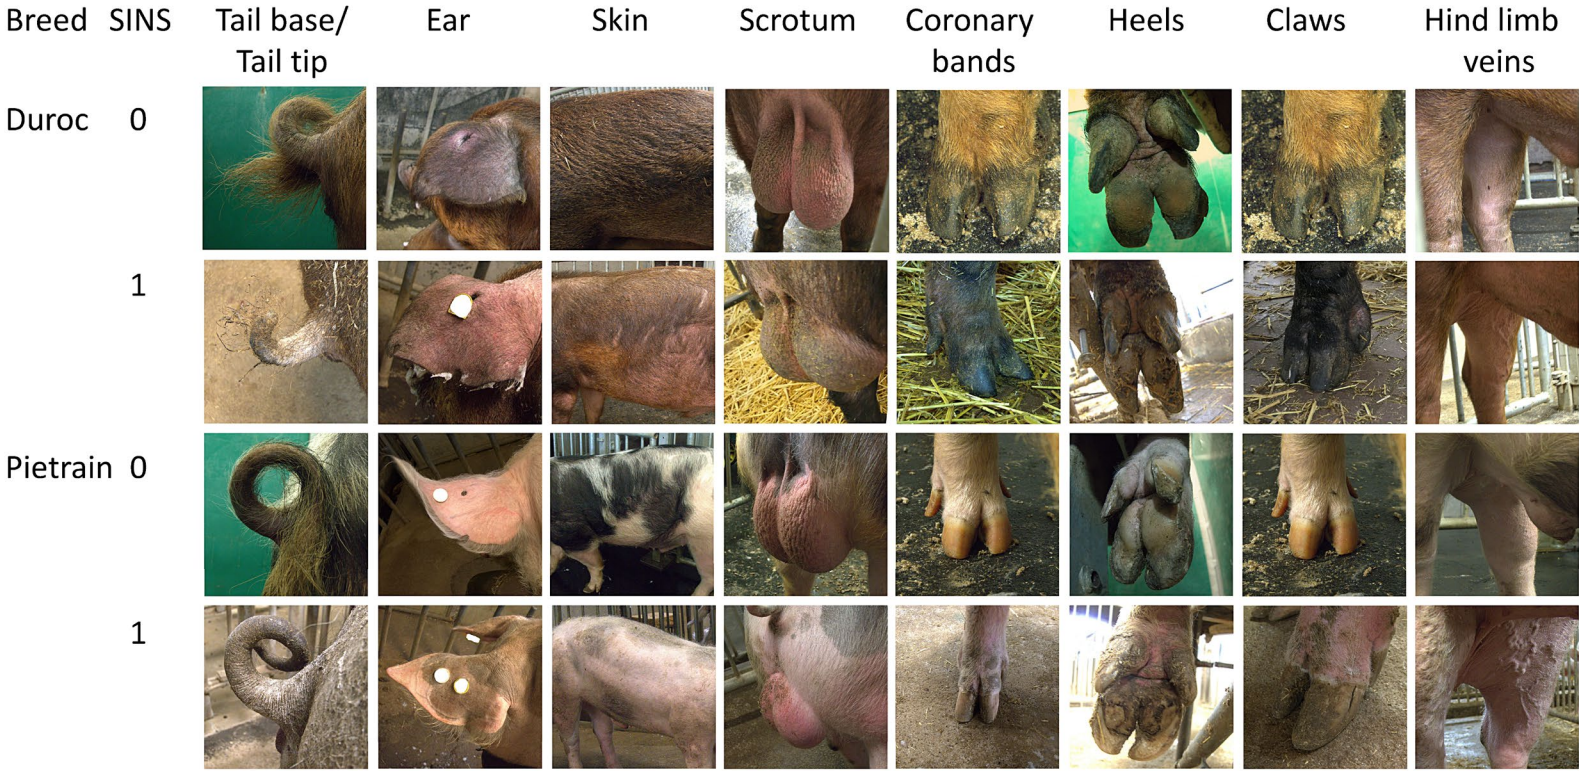 Breed SINS Tail base/ Ear Skin Scrotum Coronary Heels Claws Hind limb
Tail tip bands veins
Duroc 0
1
Pietrain 0
1